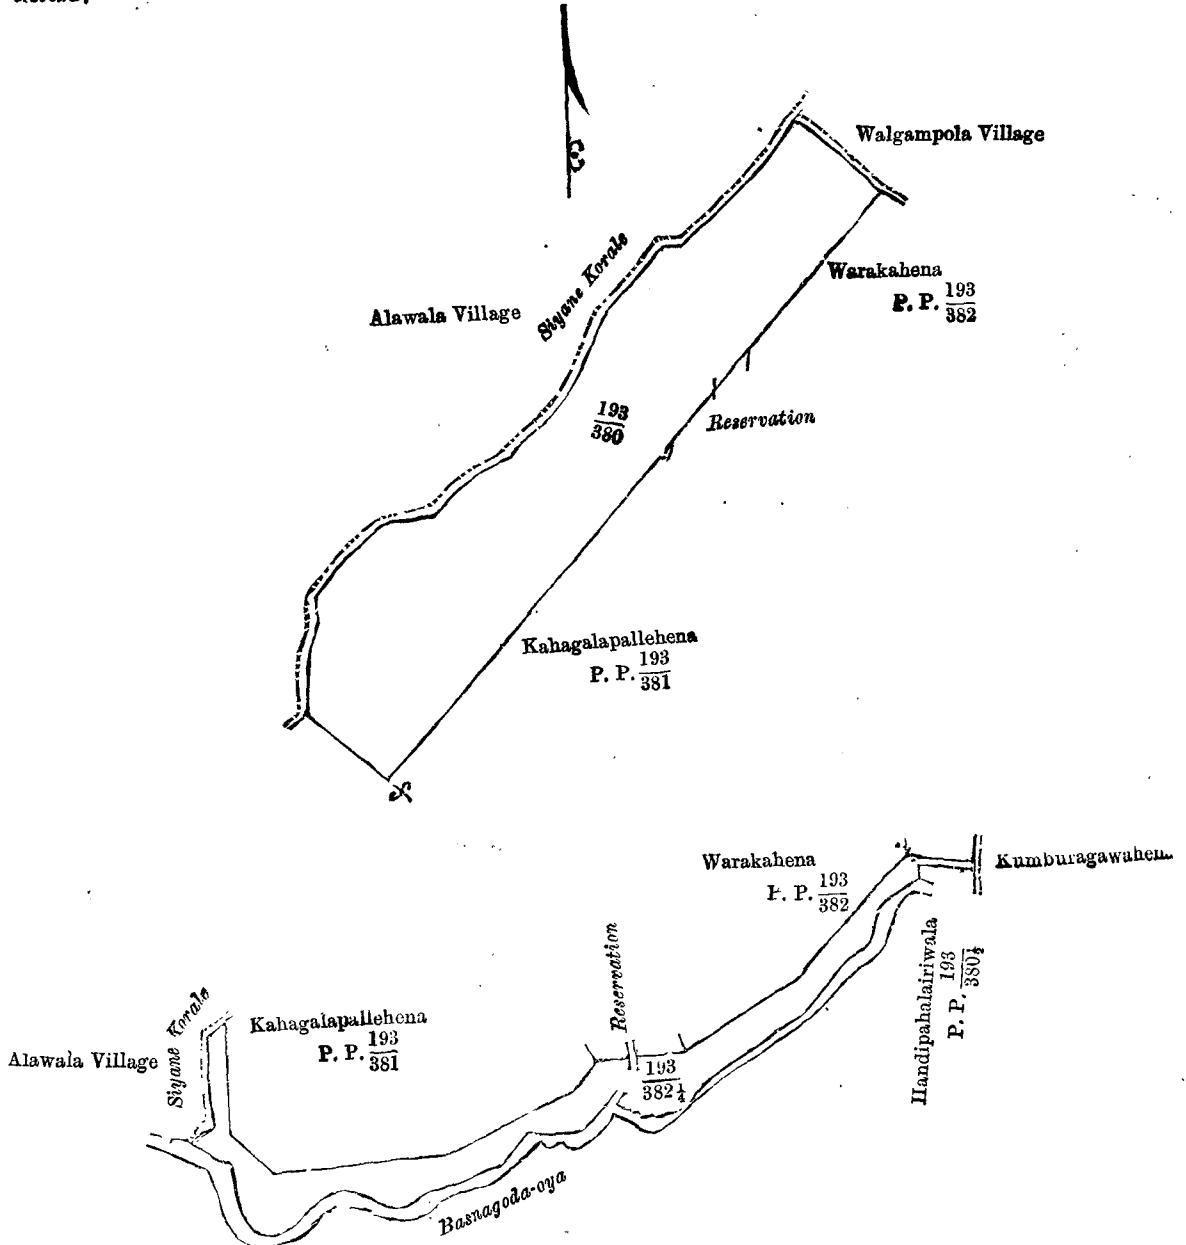 Walgampola Village
Warakahena
P. P. 193/382
Siyane Korale
Alawala Village
193/380
Reservation
Kahagalapallehena
P. P. 193/381
Warakahena
P. P. 193/382
Kumburagawahena
Reservation
Handipahalairiwala
P. P. 193/380½
Siyane Korale
Kahagalapallehena
P. P. 193/381
Alawala Village
193/382¼
Basnagoda-oya